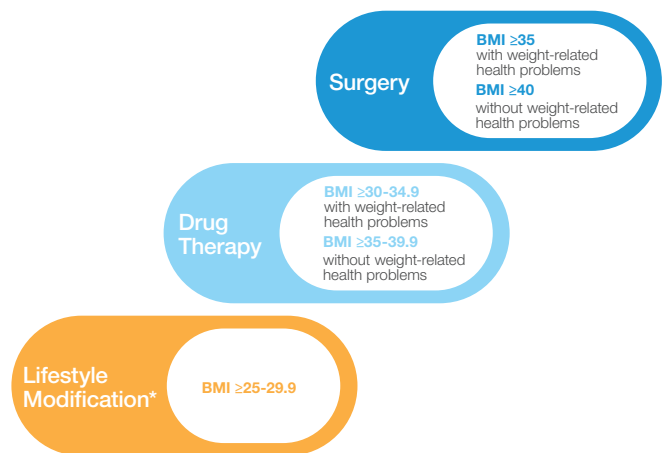 Surgery
BMI ≥35
with weight-related
health problems
BMI ≥40
without weight-related
health problems
Drug
Therapy
BMI ≥30-34.9
with weight-related
health problems
BMI ≥35-39.9
without weight-related
health problems
Lifestyle
Modification*
BMI ≥25-29.9